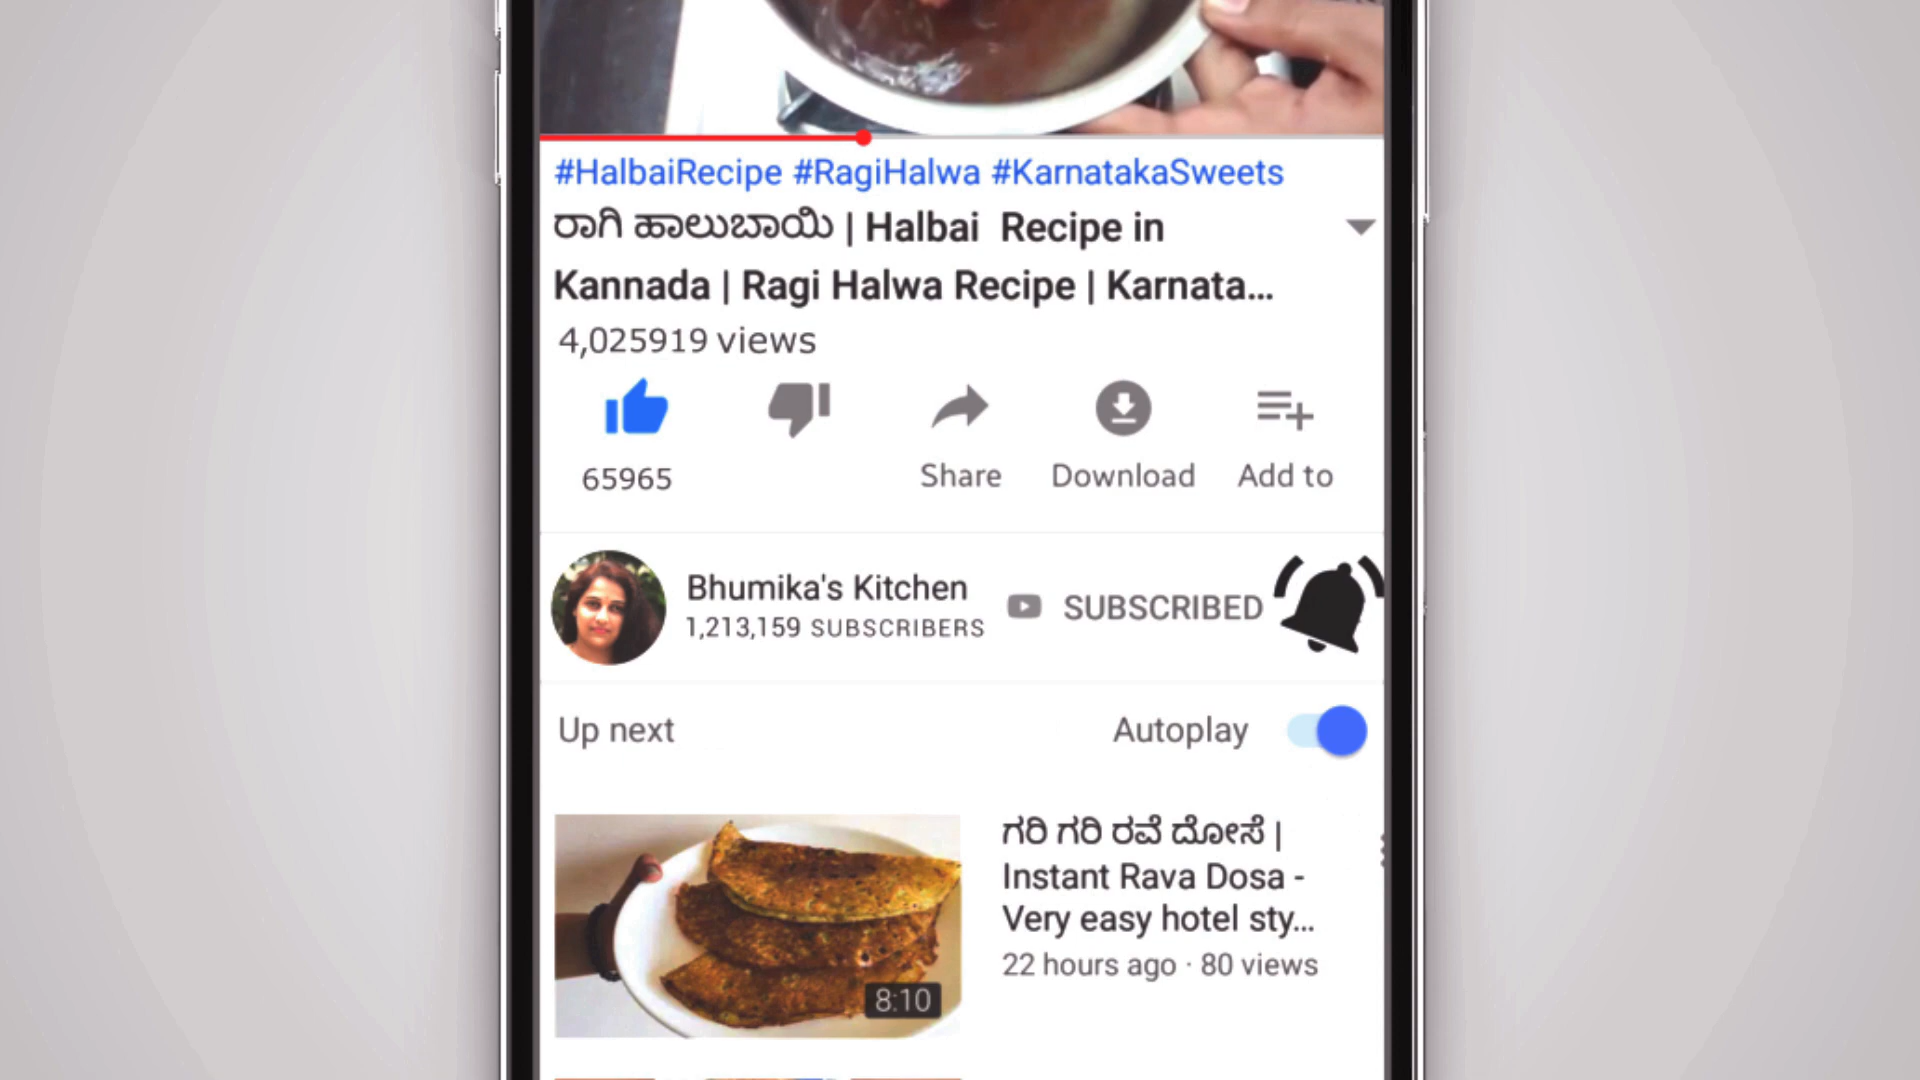 #HalbaiRecipe #RagiHalwa #KarnatakaSweets
ರಾಗಿ ಹಾಲುಬಾಯಿ | Halbai Recipe in
Kannada | Ragi Halwa Recipe | Karnata...
4,025919 views
65965
Share
Download
Add to
Bhumika's Kitchen
1,213,159 SUBSCRIBERS
SUBSCRIBED
Up next
Autoplay
ಗರಿ ಗರಿ ರವೆ ದೋಸೆ |
Instant Rava Dosa -
Very easy hotel sty...
22 hours ago · 80 views
8:10